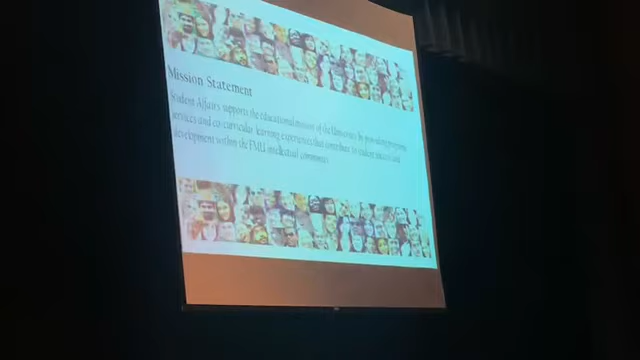 Mission Statement
Student Affairs supports the educational mission of the University by providing programs,
services and co-curricular learning experiences that contribute to student success and
development within the FMU intellectual community.